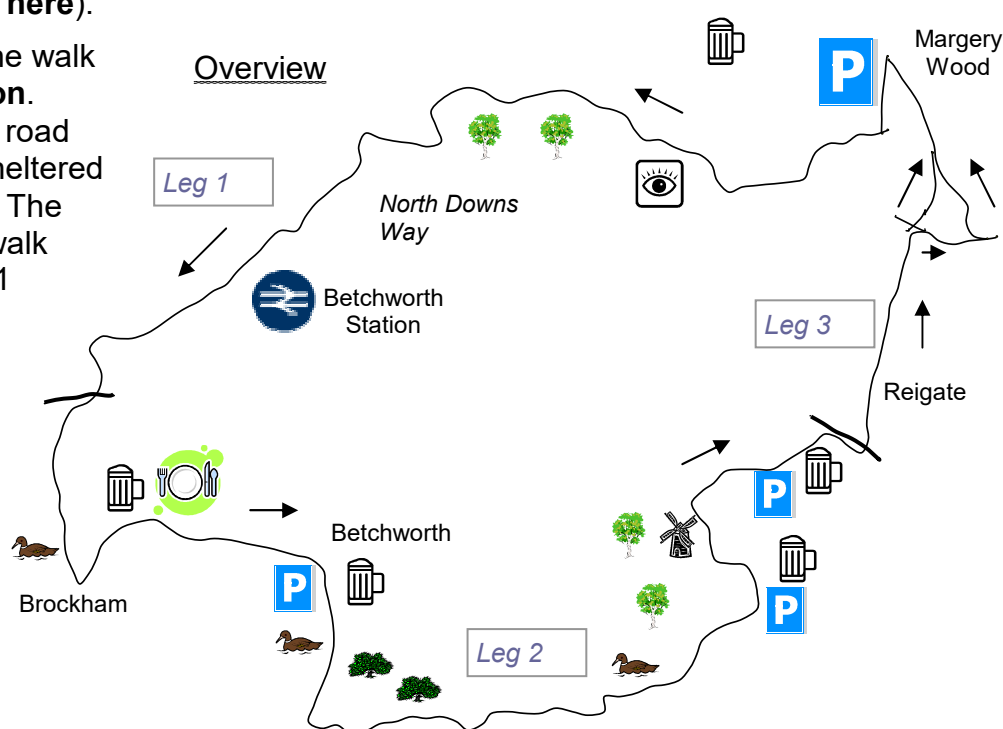 here).
ne walk
on.
road
heltered
The
walk
1
Overview
Margery
Wood
P
Leg 1
North Downs
Way
Betchworth
Station
Leg 3
Reigate
P
Betchworth
P
P
Brockham
Leg 2